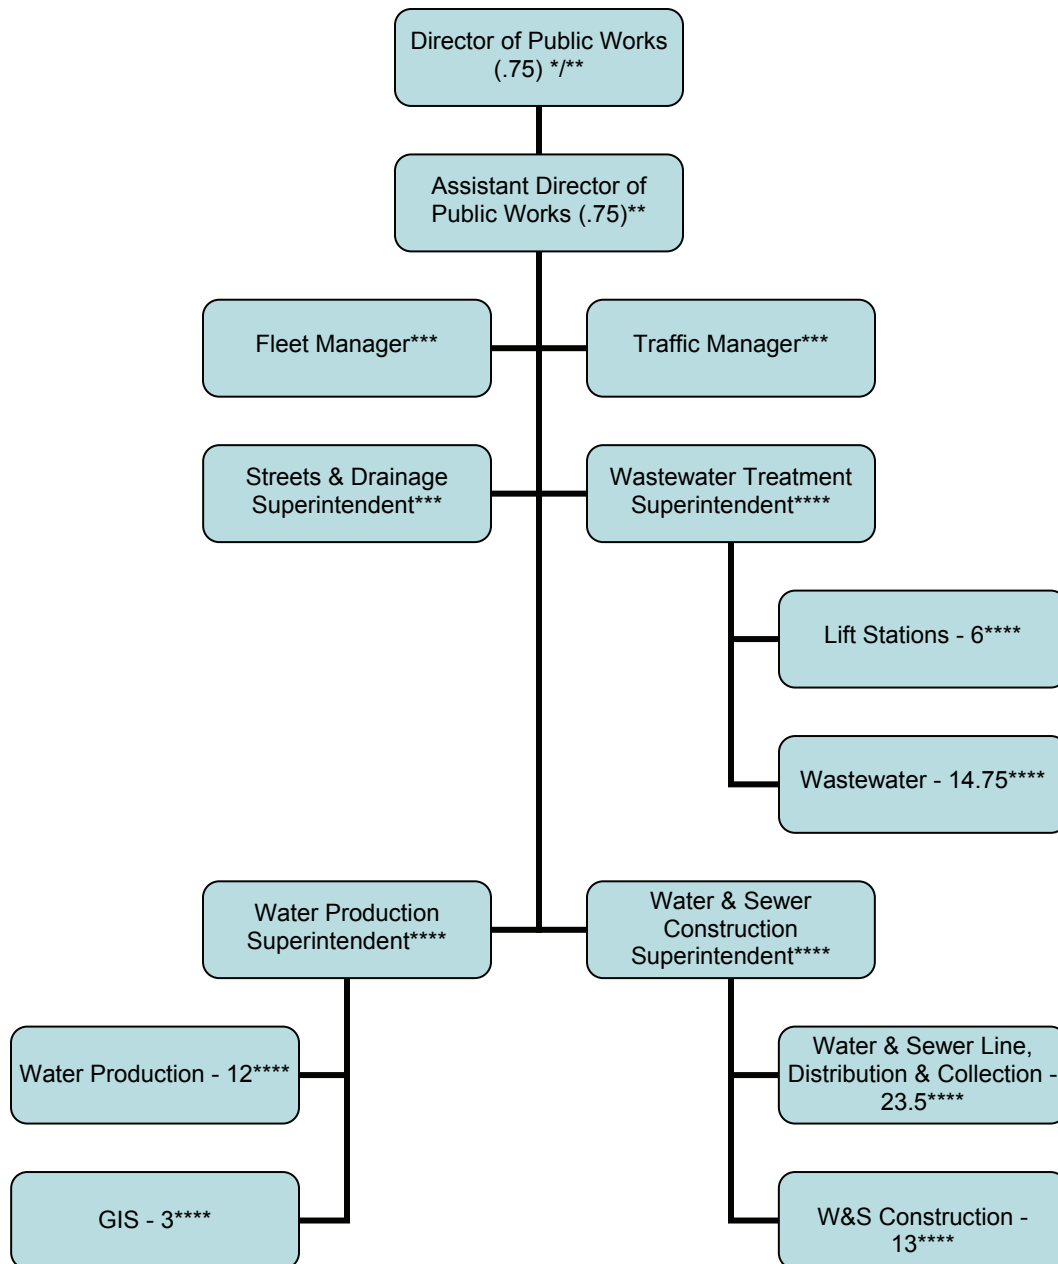 Director of Public Works
(.75) */**
Assistant Director of
Public Works (.75)**
Fleet Manager***
Traffic Manager***
Streets & Drainage
Superintendent***
Wastewater Treatment
Superintendent****
Lift Stations - 6****
Wastewater - 14.75****
Water Production
Superintendent****
Water & Sewer
Construction
Superintendent****
Water Production - 12****
Water & Sewer Line,
Distribution & Collection -
23.5****
GIS - 3****
W&S Construction -
13****